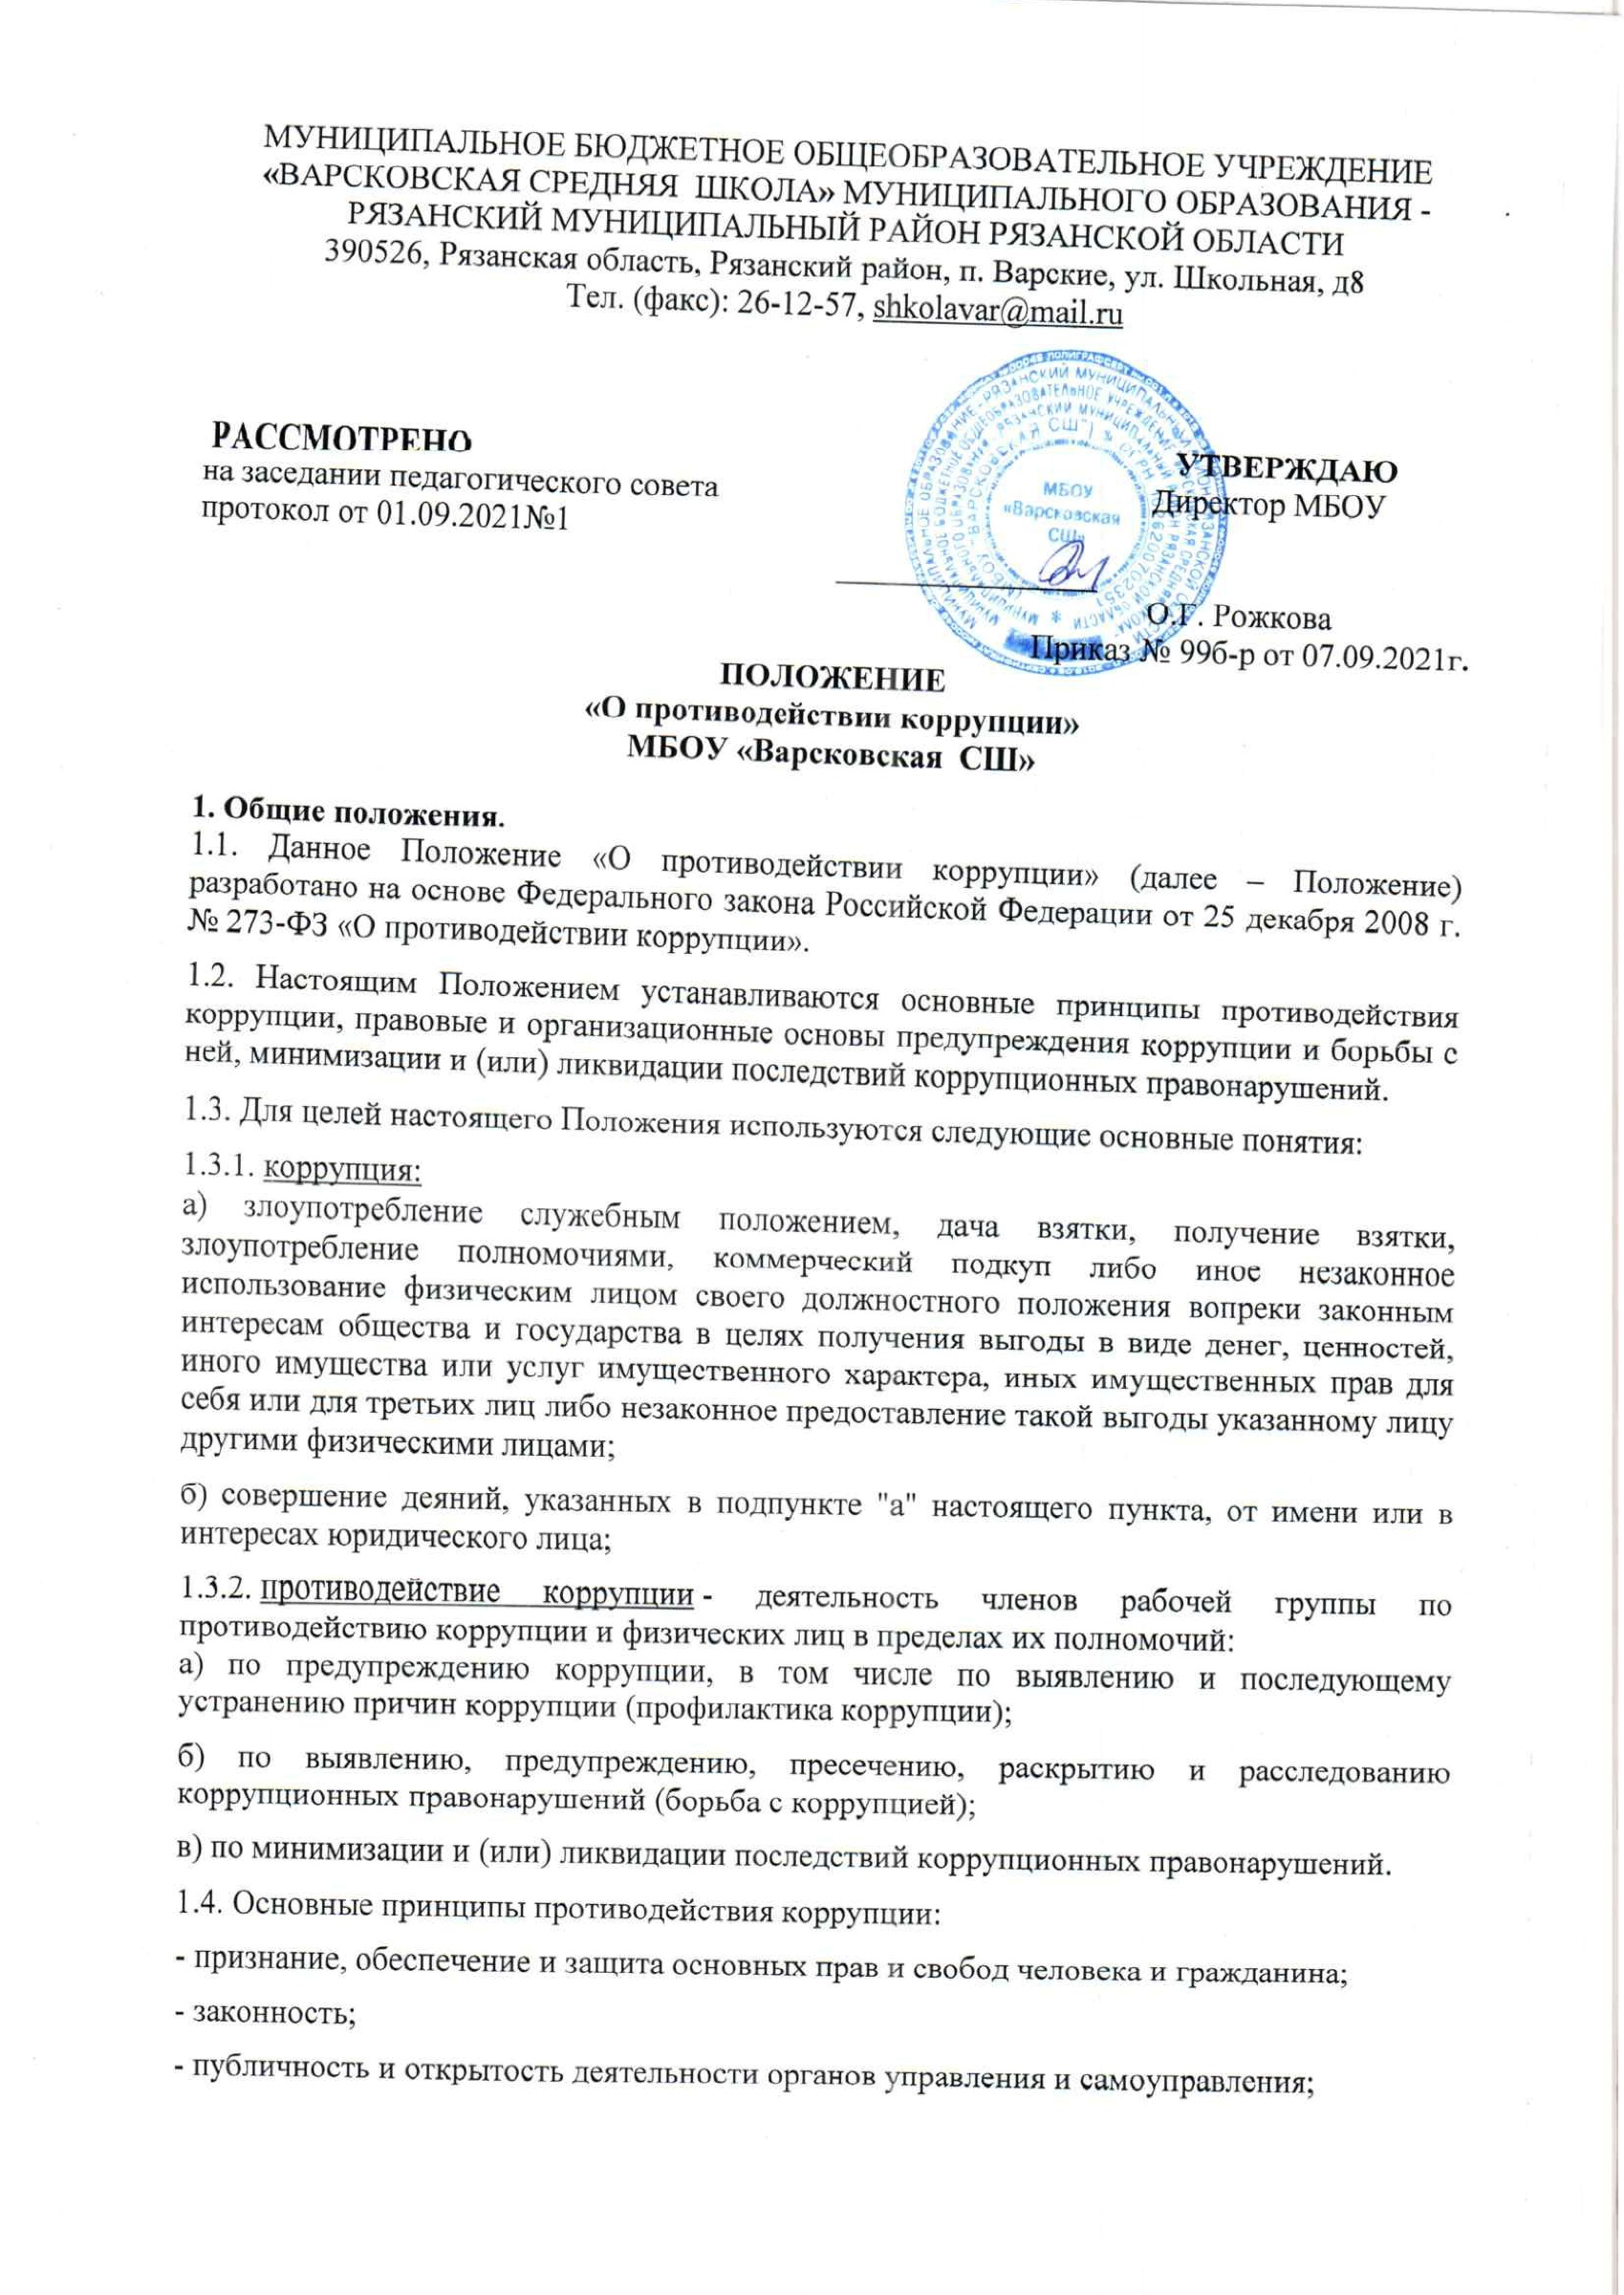 МУНИЦИПАЛЬНОЕ БЮДЖЕТНОЕ ОБЩЕОБРАЗОВАТЕЛЬНОЕ УЧРЕЖДЕНИЕ
«ВАРСКОВСКАЯ СРЕДНЯЯ ШКОЛА» МУНИЦИПАЛЬНОГО ОБРАЗОВАНИЯ -
РЯЗАНСКИЙ МУНИЦИПАЛЬНЫЙ РАЙОН РЯЗАНСКОЙ ОБЛАСТИ
390526, Рязанская область, Рязанский район, п. Варские, ул. Школьная, д8
Тел. (факс): 26-12-57, shkolavar@mail.ru
РАССМОТРЕНО
на заседании педагогического совета
протокол от 01.09.2021№1
МБОУ
«Варсковская
СШ»
УТВЕРЖДАЮ
Директор МБОУ
О.Г. Рожкова
Приказ № 99б-р от 07.09.2021г.
ПОЛОЖЕНИЕ
«О противодействии коррупции»
МБОУ «Варсковская СШ»
1. Общие положения.
1.1. Данное Положение «О противодействии коррупции» (далее – Положение)
разработано на основе Федерального закона Российской Федерации от 25 декабря 2008 г.
№ 273-ФЗ «О противодействии коррупции».
1.2. Настоящим Положением устанавливаются основные принципы противодействия
коррупции, правовые и организационные основы предупреждения коррупции и борьбы с
ней, минимизации и (или) ликвидации последствий коррупционных правонарушений.
1.3. Для целей настоящего Положения используются следующие основные понятия:
1.3.1. коррупция:
а) злоупотребление служебным положением, дача взятки, получение взятки,
злоупотребление полномочиями, коммерческий подкуп либо иное незаконное
использование физическим лицом своего должностного положения вопреки законным
интересам общества и государства в целях получения выгоды в виде денег, ценностей,
иного имущества или услуг имущественного характера, иных имущественных прав для
себя или для третьих лиц либо незаконное предоставление такой выгоды указанному лицу
другими физическими лицами;
б) совершение деяний, указанных в подпункте "а" настоящего пункта, от имени или в
интересах юридического лица;
1.3.2. противодействие коррупции - деятельность членов рабочей группы по
противодействию коррупции и физических лиц в пределах их полномочий:
а) по предупреждению коррупции, в том числе по выявлению и последующему
устранению причин коррупции (профилактика коррупции);
б) по выявлению, предупреждению, пресечению, раскрытию и расследованию
коррупционных правонарушений (борьба с коррупцией);
в) по минимизации и (или) ликвидации последствий коррупционных правонарушений.
1.4. Основные принципы противодействия коррупции:
- признание, обеспечение и защита основных прав и свобод человека и гражданина;
- законность;
- публичность и открытость деятельности органов управления и самоуправления;